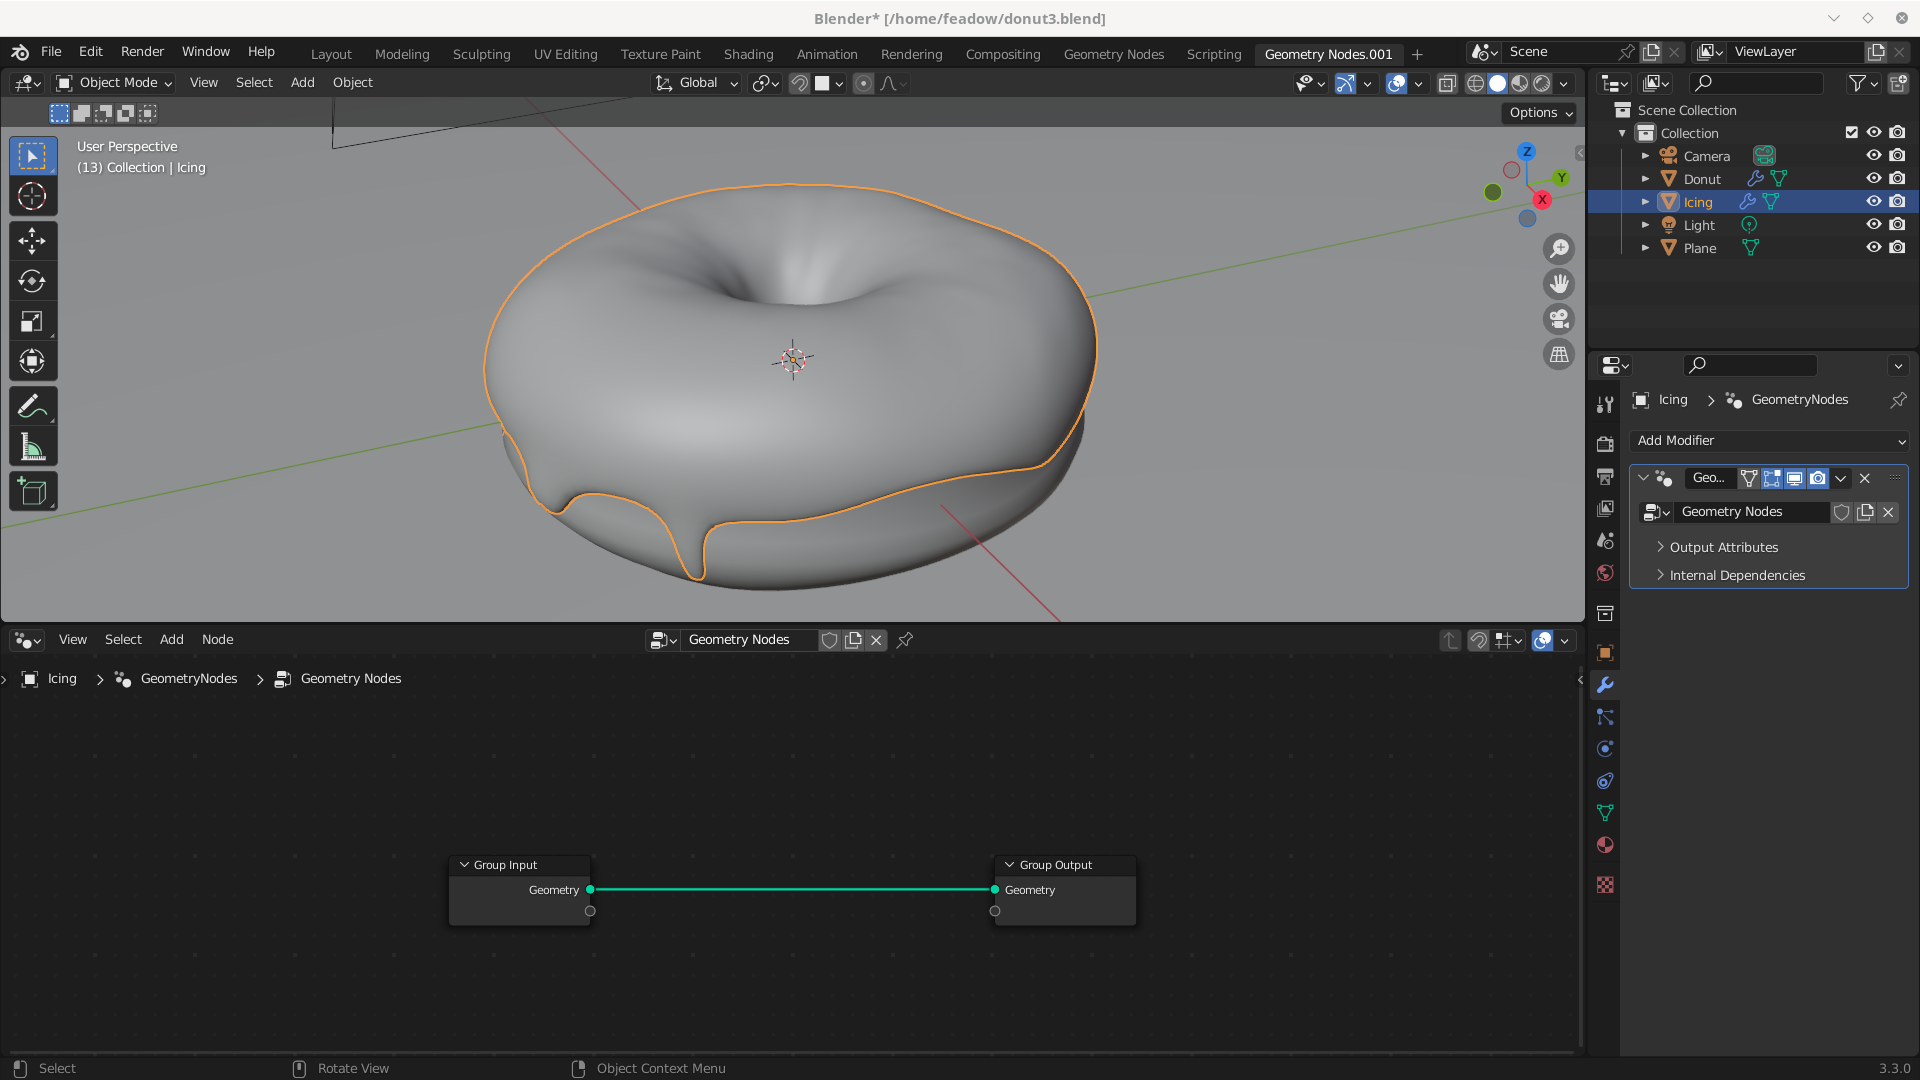 Blender* [/home/feadow/donut3.blend]
File Edit Render Window Help Layout Modeling Sculpting UV Editing Texture Paint Shading Animation Rendering Compositing Geometry Nodes Scripting Geometry Nodes.001 + Scene ViewLayer
Object Mode View Select Add Object Global
Options
User Perspective
(13) Collection | Icing
Z
Y
X
Scene Collection
Collection
Camera
Donut
Icing
Light
Plane
Icing > GeometryNodes
Add Modifier
Geo...
Geometry Nodes
Output Attributes
Internal Dependencies
View Select Add Node Geometry Nodes
Icing > GeometryNodes > Geometry Nodes
Group Input
Geometry
Group Output
Geometry
Select Rotate View Object Context Menu 3.3.0